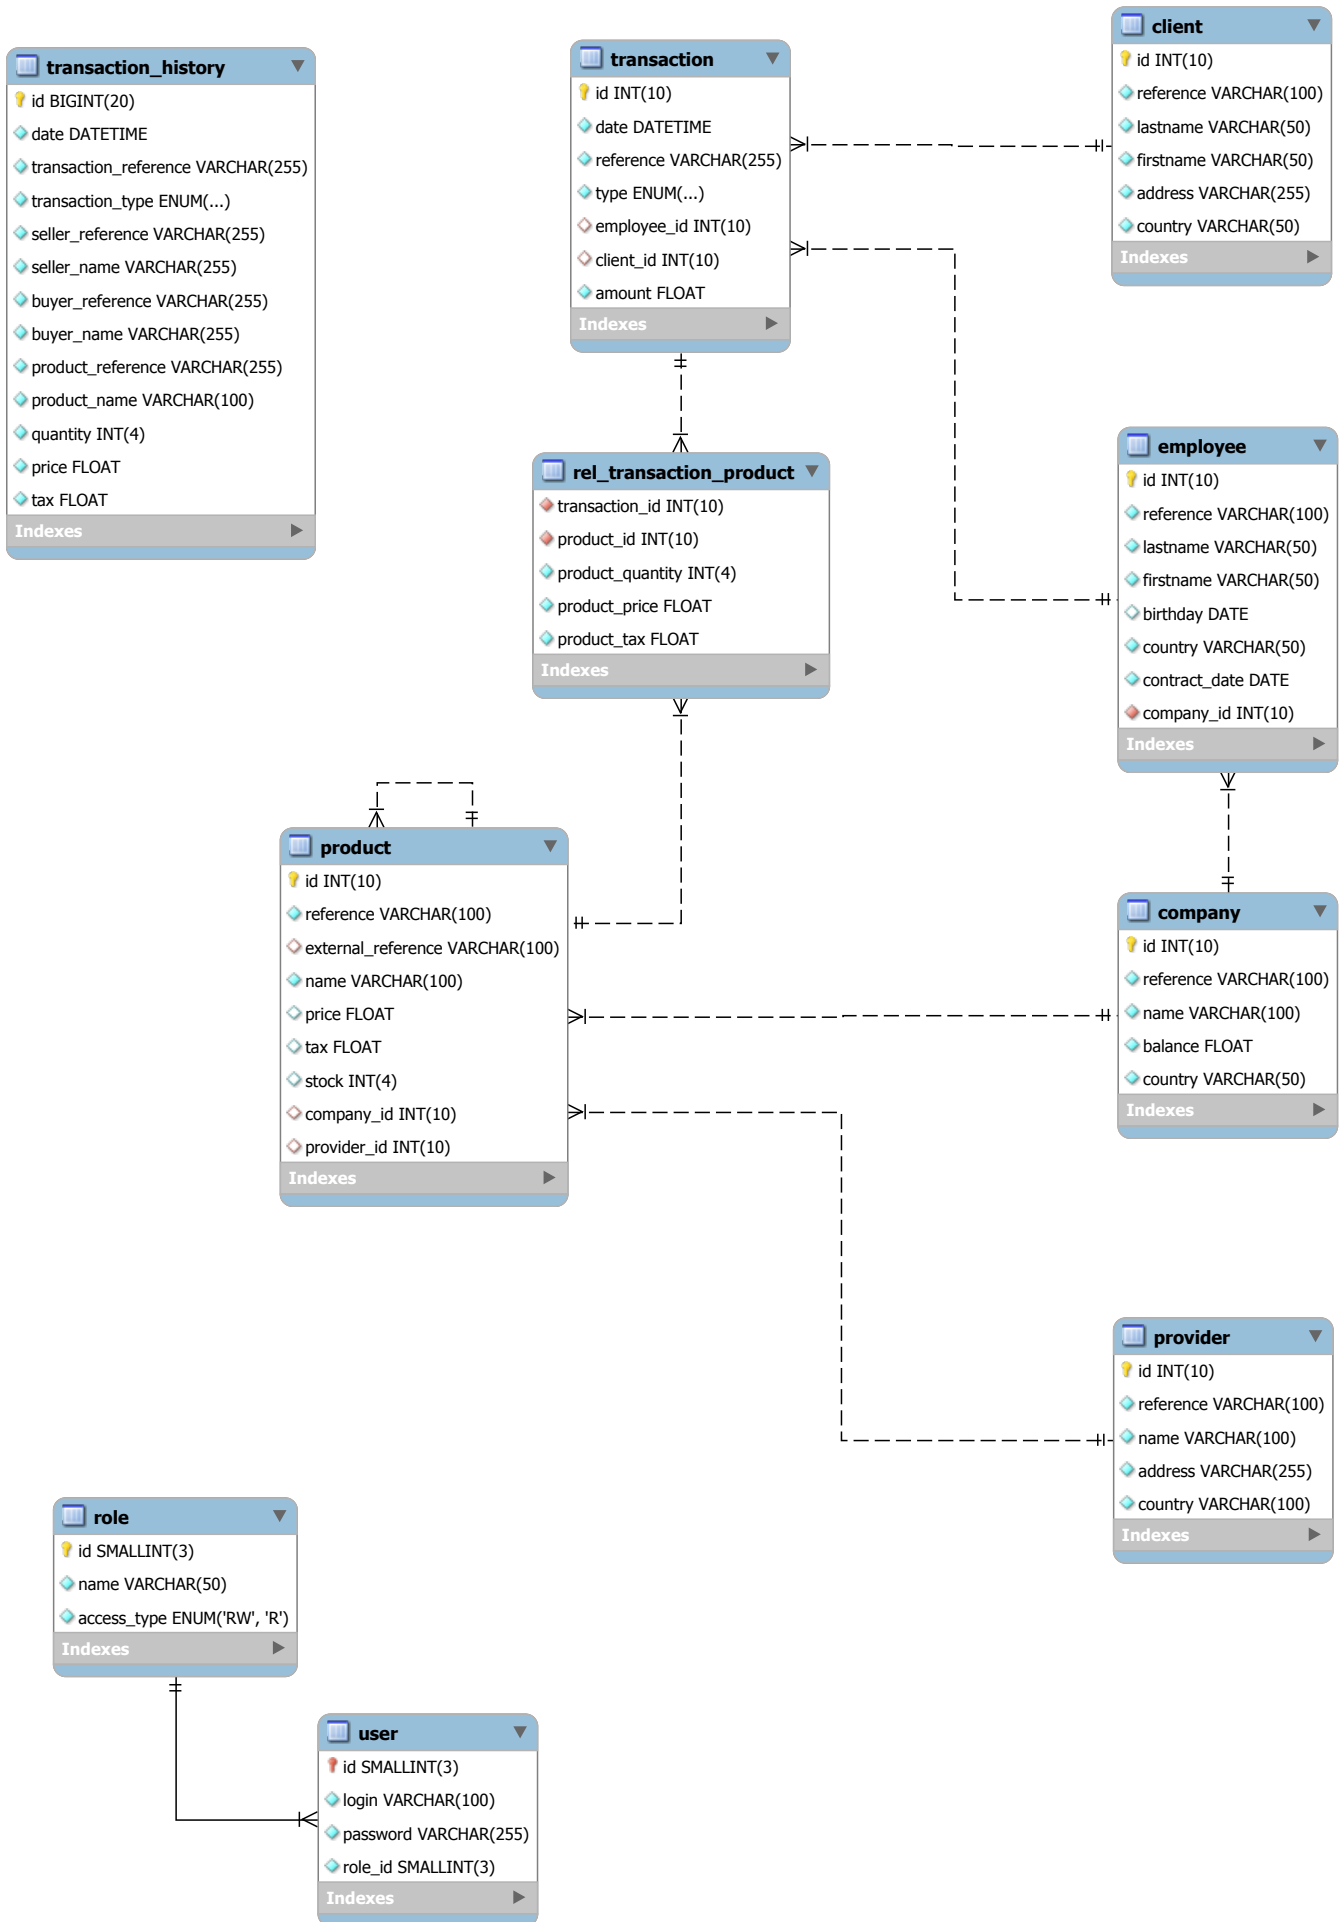 transaction_history
id BIGINT(20)
date DATETIME
transaction_reference VARCHAR(255)
transaction_type ENUM(...)
seller_reference VARCHAR(255)
seller_name VARCHAR(255)
buyer_reference VARCHAR(255)
buyer_name VARCHAR(255)
product_reference VARCHAR(255)
product_name VARCHAR(100)
quantity INT(4)
price FLOAT
tax FLOAT
Indexes
transaction
id INT(10)
date DATETIME
reference VARCHAR(255)
type ENUM(...)
employee_id INT(10)
client_id INT(10)
amount FLOAT
Indexes
client
id INT(10)
reference VARCHAR(100)
lastname VARCHAR(50)
firstname VARCHAR(50)
address VARCHAR(255)
country VARCHAR(50)
Indexes
rel_transaction_product
transaction_id INT(10)
product_id INT(10)
product_quantity INT(4)
product_price FLOAT
product_tax FLOAT
Indexes
employee
id INT(10)
reference VARCHAR(100)
lastname VARCHAR(50)
firstname VARCHAR(50)
birthday DATE
country VARCHAR(50)
contract_date DATE
company_id INT(10)
Indexes
product
id INT(10)
reference VARCHAR(100)
external_reference VARCHAR(100)
name VARCHAR(100)
price FLOAT
tax FLOAT
stock INT(4)
company_id INT(10)
provider_id INT(10)
Indexes
company
id INT(10)
reference VARCHAR(100)
name VARCHAR(100)
balance FLOAT
country VARCHAR(50)
Indexes
provider
id INT(10)
reference VARCHAR(100)
name VARCHAR(100)
address VARCHAR(255)
country VARCHAR(100)
Indexes
role
id SMALLINT(3)
name VARCHAR(50)
access_type ENUM('RW', 'R')
Indexes
user
id SMALLINT(3)
login VARCHAR(100)
password VARCHAR(255)
role_id SMALLINT(3)
Indexes